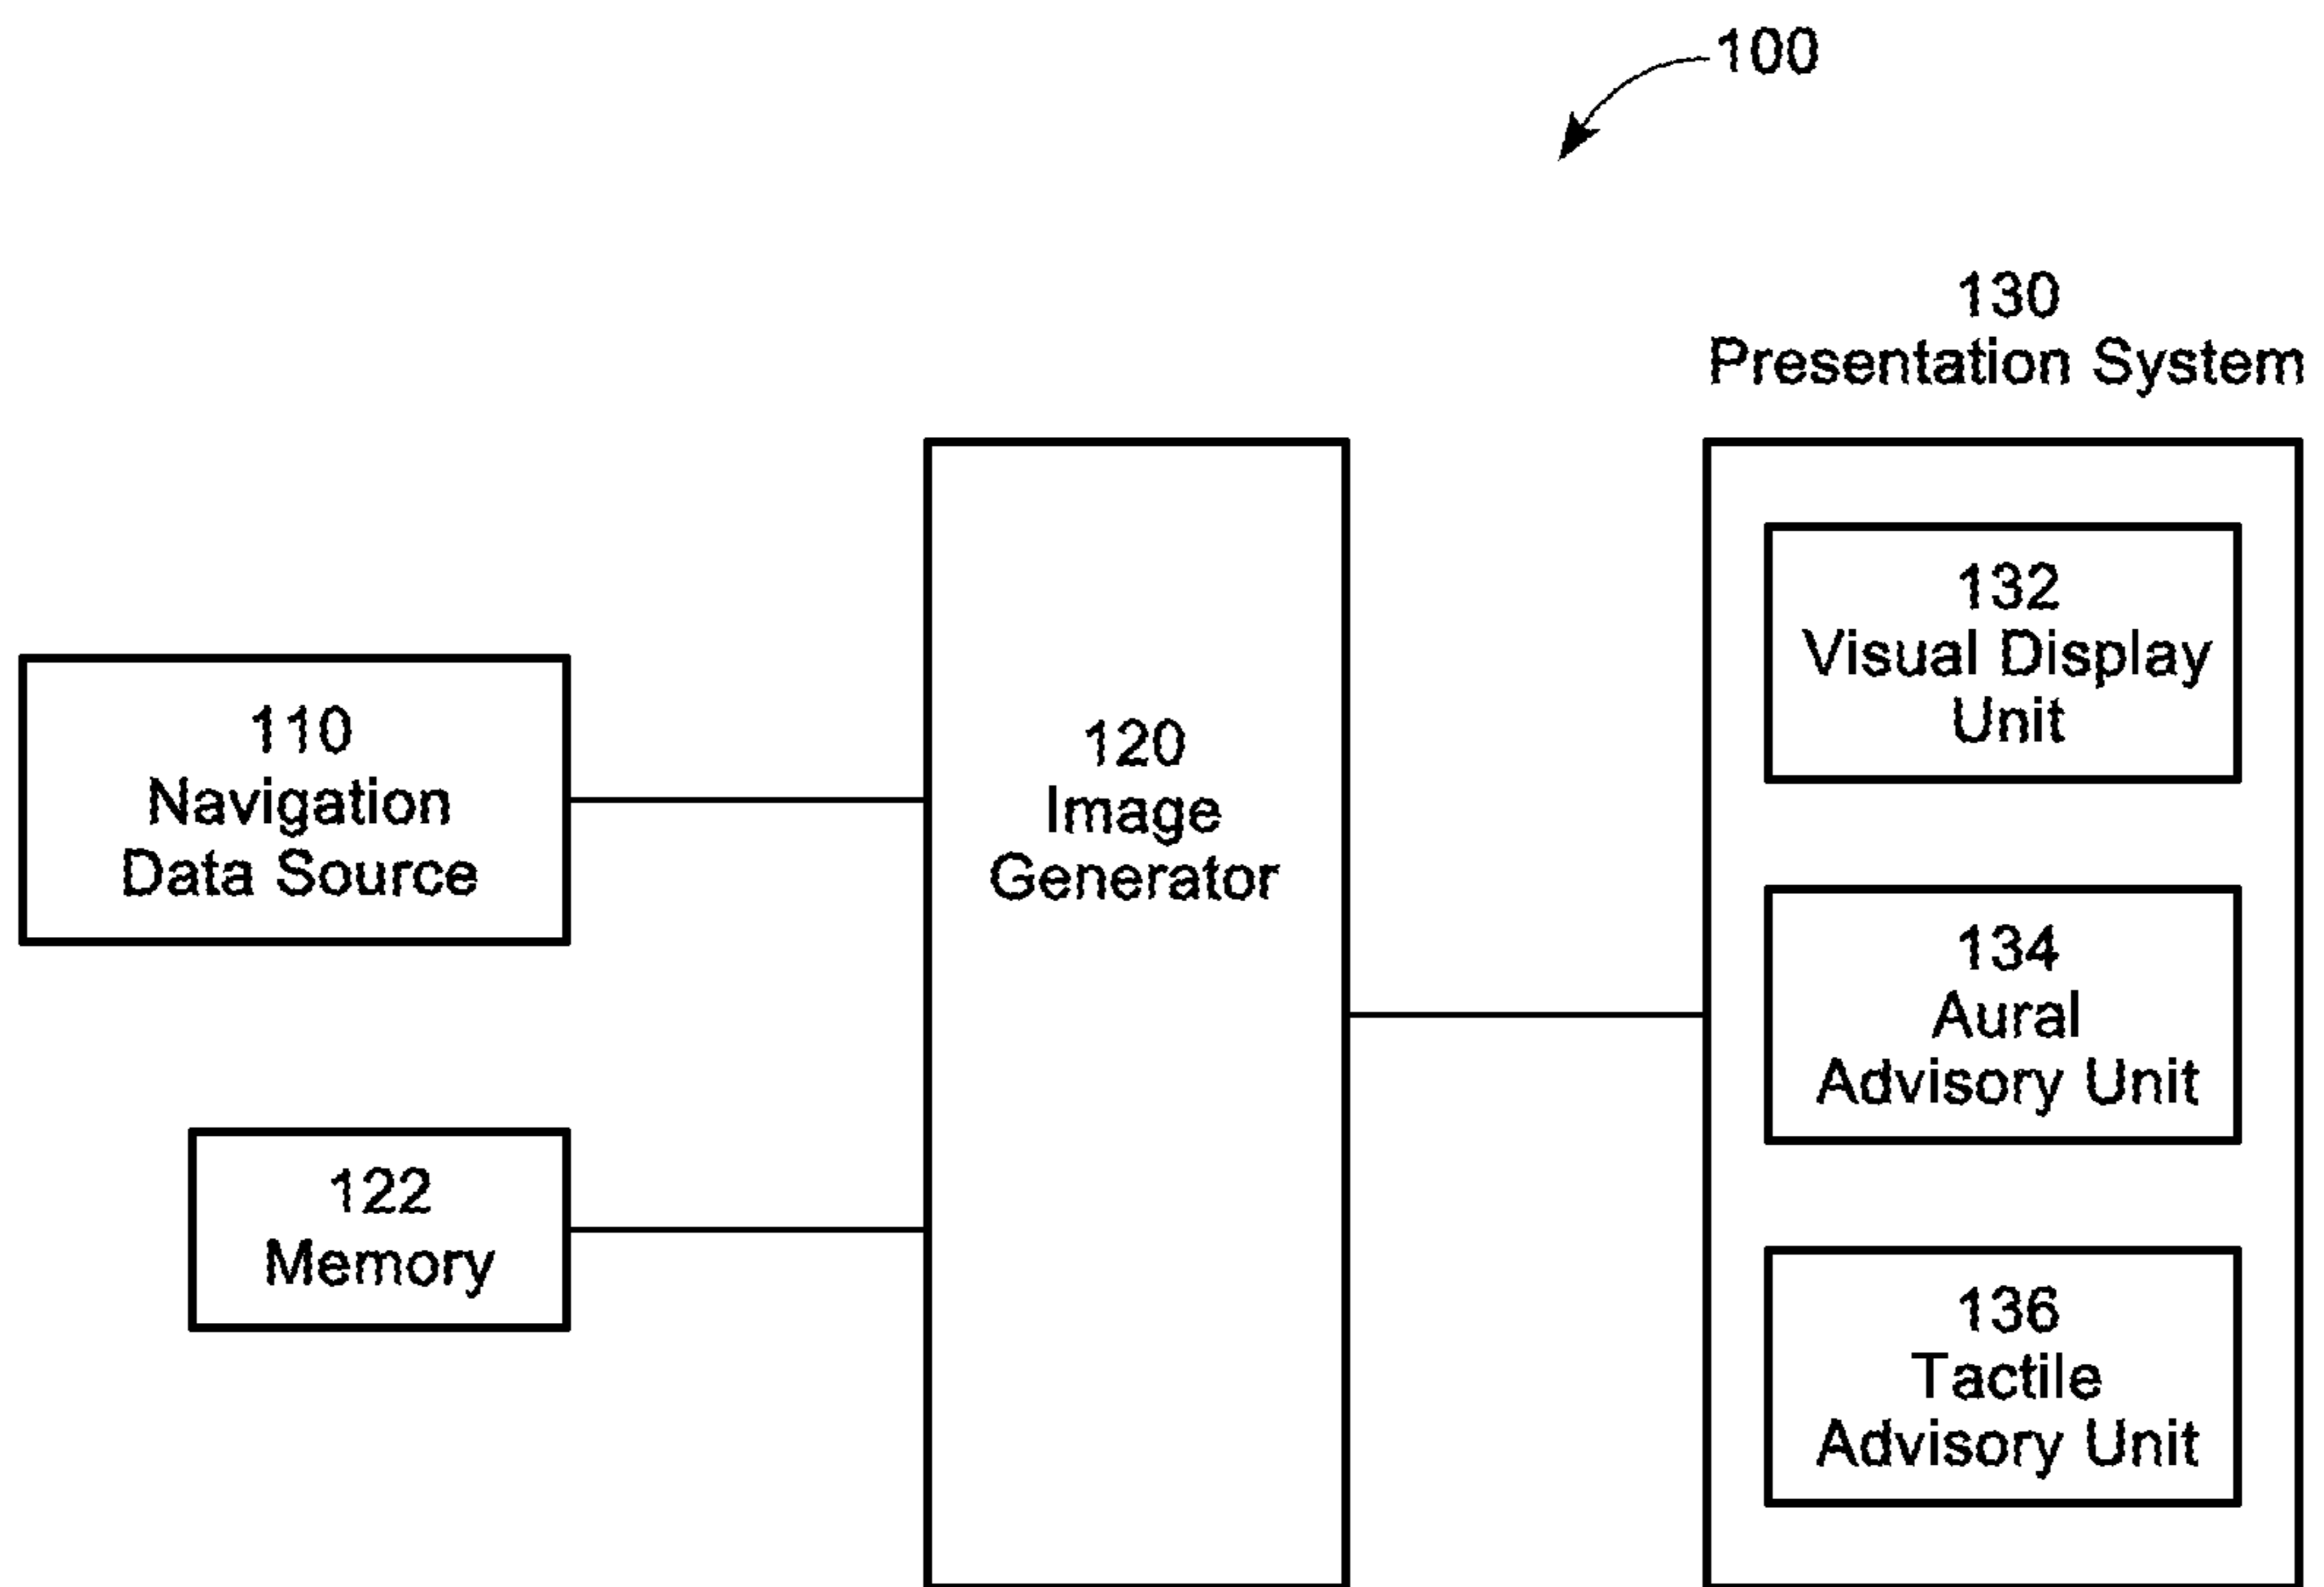 100
130
Presentation System
110
Navigation
Data Source
122
Memory
120
Image
Generator
132
Visual Display
Unit
134
Aural
Advisory Unit
136
Tactile
Advisory Unit